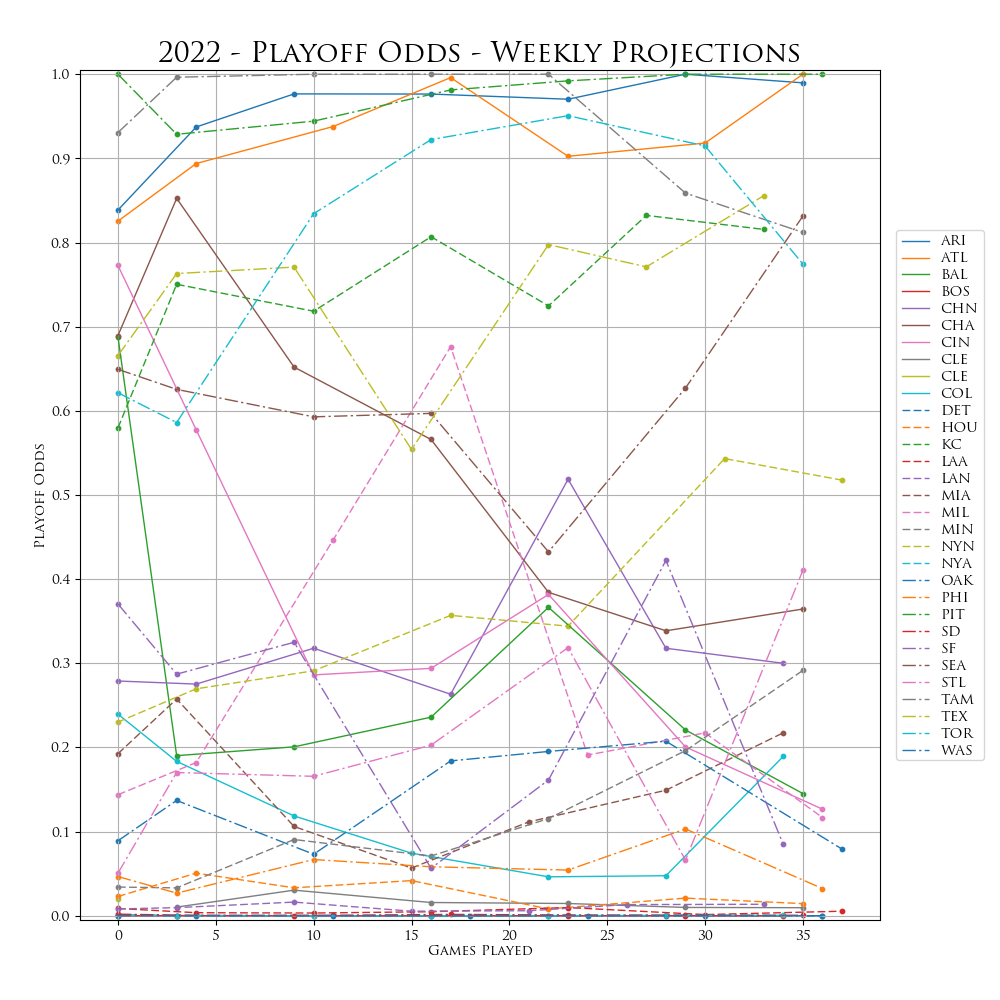 2022 - Playoff Odds - Weekly Projections
1.0
0.9
0.8
0.7
0.6
0.5
0.4
0.3
0.2
0.1
0.0
Playoff Odds
0 5 10 15 20 25 30 35
Games Played
ARI
ATL
BAL
BOS
CHN
CHA
CIN
CLE
CLE
COL
DET
HOU
KC
LAA
LAN
MIA
MIL
MIN
NYN
NYA
OAK
PHI
PIT
SD
SF
SEA
STL
TAM
TEX
TOR
WAS